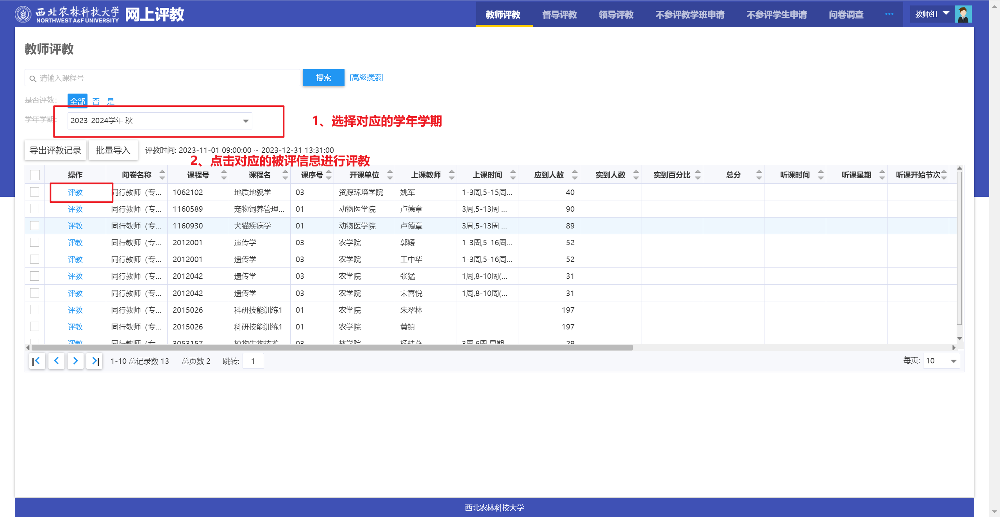 西北农林科技大学 网上评教
NORTHWEST A&F UNIVERSITY
教师评教 督导评教 领导评教 不参评教学班申请 不参评学生申请 问卷调查 ••• 教师组
教师评教
请输入课程号 搜索 [高级搜索]
是否评教: 全部 否 是
学年学期: 2023-2024学年 秋 1、选择对应的学年学期
导出评教记录 批量导入 评教时间: 2023-11-01 09:00:00 ~ 2023-12-31 13:31:00
2、点击对应的被评信息进行评教
操作 问卷名称 课程号 课程名 课序号 开课单位 上课教师 上课时间 应到人数 实到人数 实到百分比 总分 听课时间 听课星期 听课开始节次
评教 同行教师（专... 1062102 地质地貌学 03 资源环境学院 姚军 1-3周,5-15周... 40
评教 同行教师（专... 1160589 宠物饲养管理... 01 动物医学院 卢德章 3周,5-13周 ... 90
评教 同行教师（专... 1160930 犬猫疾病学 01 动物医学院 卢德章 3周,5-13周 ... 89
评教 同行教师（专... 2012001 遗传学 03 农学院 郭媛 1-3周,5-16周... 52
评教 同行教师（专... 2012001 遗传学 03 农学院 王中华 1-3周,5-16周... 52
评教 同行教师（专... 2012042 遗传学 03 农学院 张猛 1周,8-10周(... 31
评教 同行教师（专... 2012042 遗传学 03 农学院 宋喜悦 1周,8-10周(... 31
评教 同行教师（专... 2015026 科研技能训练1 01 农学院 朱翠林 197
评教 同行教师（专... 2015026 科研技能训练1 01 农学院 黄镇 197
评教 同行教师（专 3053157 植物生物技术 03 林学院 杨桂燕 3周,6周 星期 29
1-10 总记录数 13 总页数 2 跳转: 1 每页: 10
西北农林科技大学